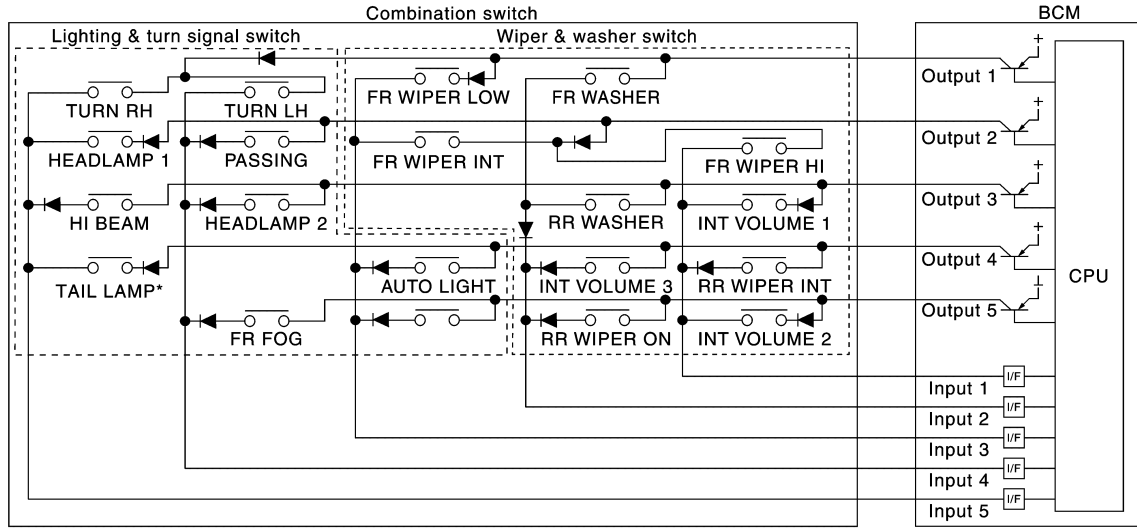 Combination switch
BCM
Lighting & turn signal switch
Wiper & washer switch
+
Output 1
TURN RH
TURN LH
FR WIPER LOW
FR WASHER
+
Output 2
HEADLAMP 1
PASSING
FR WIPER INT
FR WIPER HI
+
Output 3
HI BEAM
HEADLAMP 2
RR WASHER
INT VOLUME 1
+
Output 4
TAIL LAMP*
AUTO LIGHT
INT VOLUME 3
RR WIPER INT
CPU
+
Output 5
FR FOG
RR WIPER ON
INT VOLUME 2
I/F
Input 1
I/F
Input 2
I/F
Input 3
I/F
Input 4
I/F
Input 5